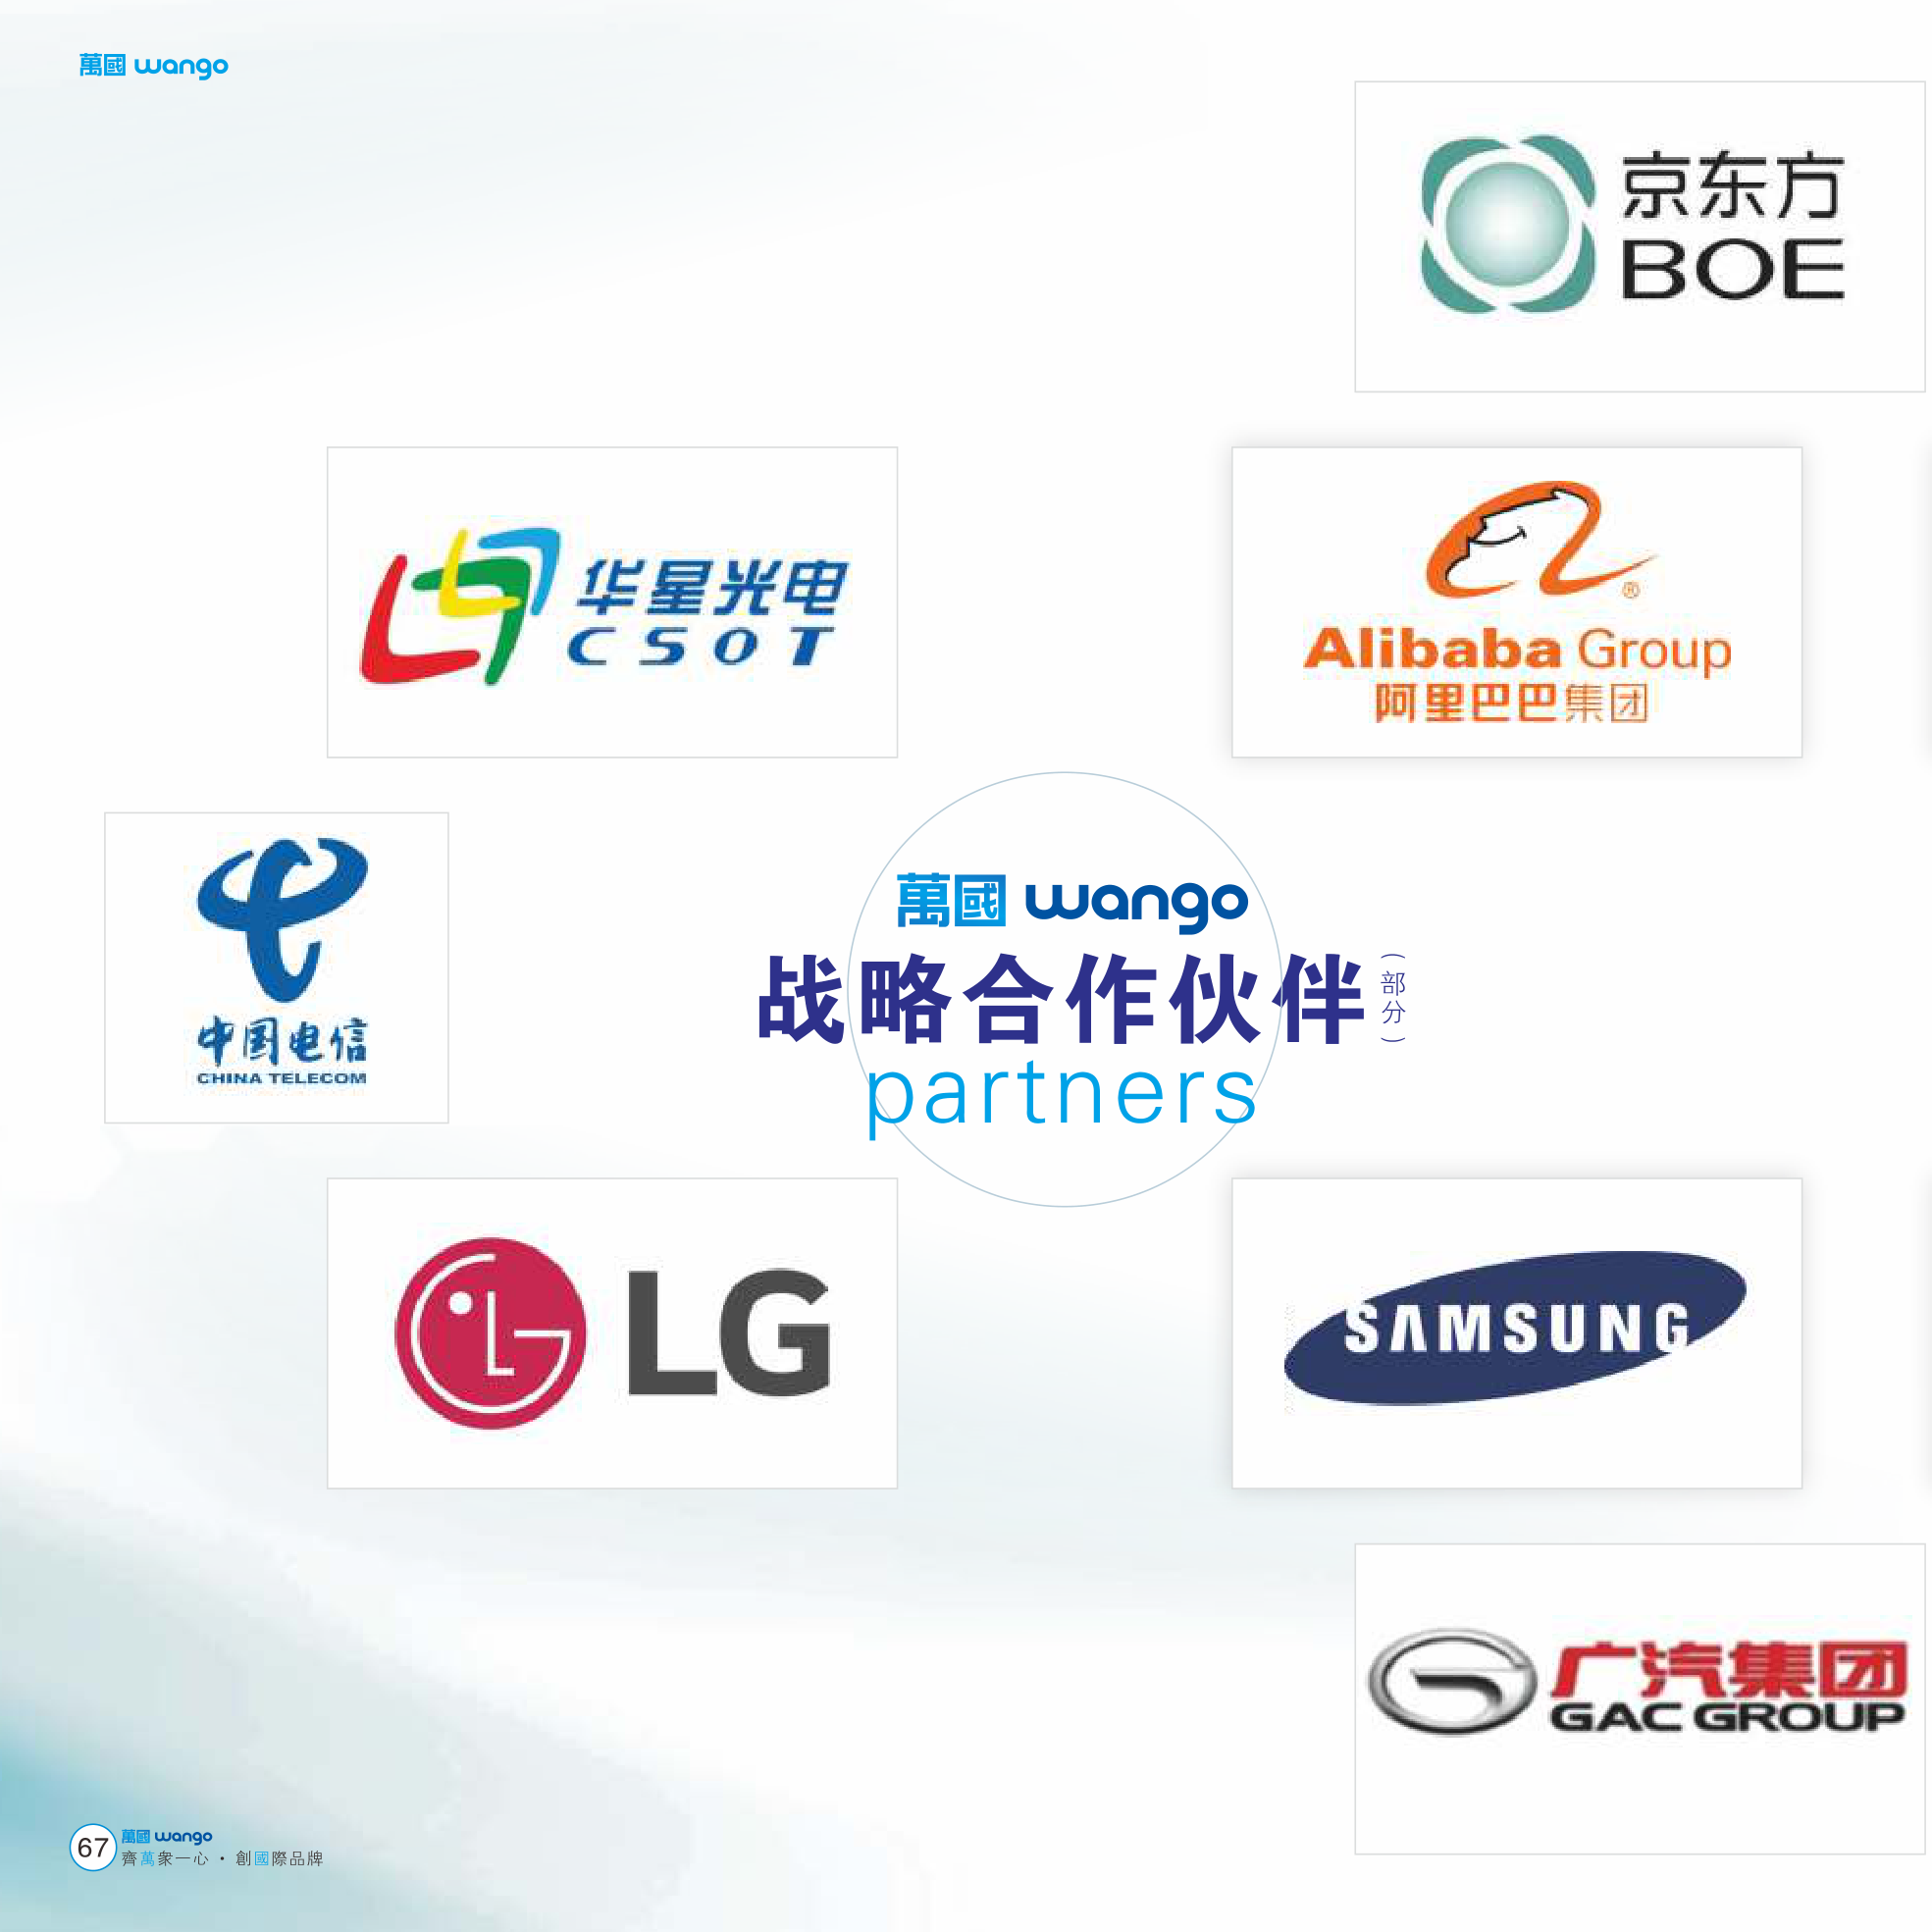 萬國 wango
京东方
BOE
华星光电
CSOT
Alibaba Group
阿里巴巴集团
中国电信
CHINA TELECOM
萬國 wango
战略合作伙伴（部分）
partners
LG
LG
SAMSUNG
广汽集团
GAC GROUP
67
萬國 wango
齊萬衆一心 · 創國際品牌